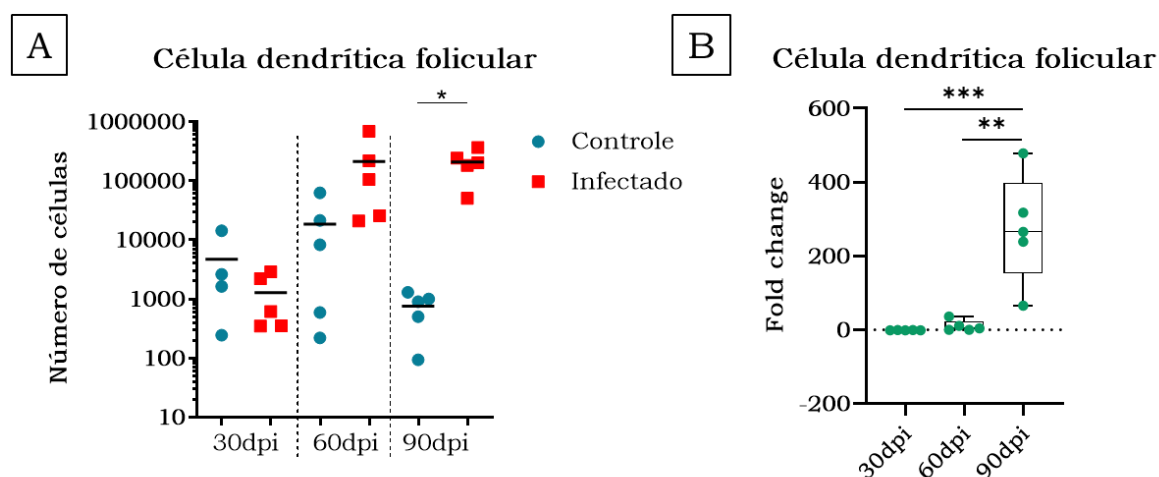 A
Célula dendrítica folicular
*
Número de células
1000000
100000
10000
1000
100
10
30dpi
60dpi
90dpi
Controle
Infectado
B
Célula dendrítica folicular
***
**
Fold change
600
400
200
0
-200
30dpi
60dpi
90dpi